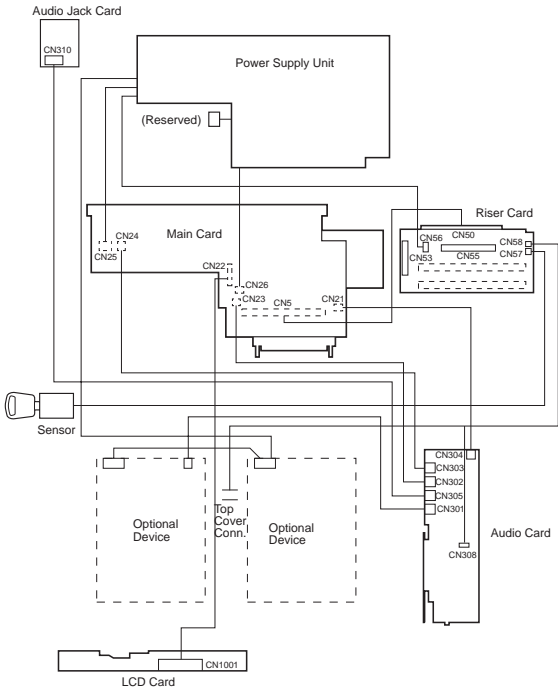 Audio Jack Card
CN310
Power Supply Unit
(Reserved)
Riser Card
CN50
CN56
CN58
CN57
CN53
CN55
Main Card
CN24
CN25
CN22
CN26
CN23
CN5
CN21
Sensor
CN304
CN303
CN302
CN305
CN301
Audio Card
CN308
Optional
Device
Top
Cover
Conn.
Optional
Device
CN1001
LCD Card